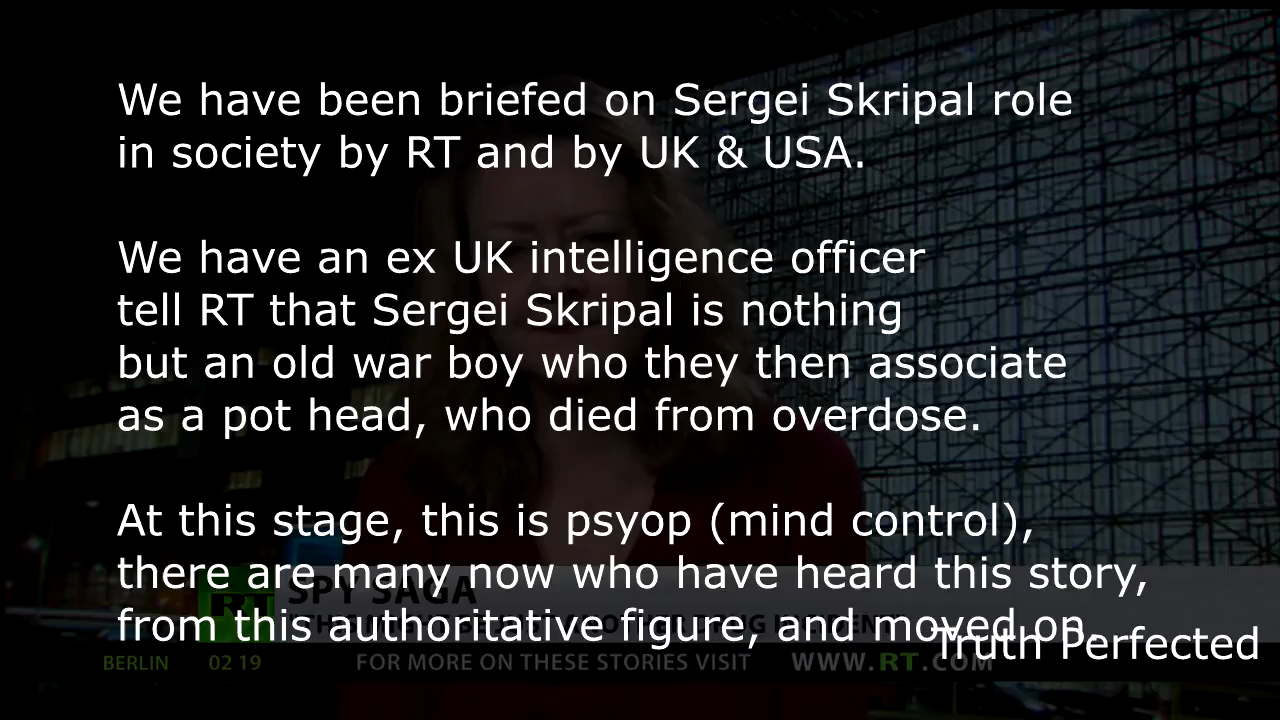 We have been briefed on Sergei Skripal role
in society by RT and by UK & USA.
We have an ex UK intelligence officer
tell RT that Sergei Skripal is nothing
but an old war boy who they then associate
as a pot head, who died from overdose.
At this stage, this is psyop (mind control),
there are many now who have heard this story,
from this authoritative figure, and moved on.
Truth Perfected
RT
SPY SAGA
BERLIN 02 19 FOR MORE ON THESE STORIES VISIT WWW.RT.COM